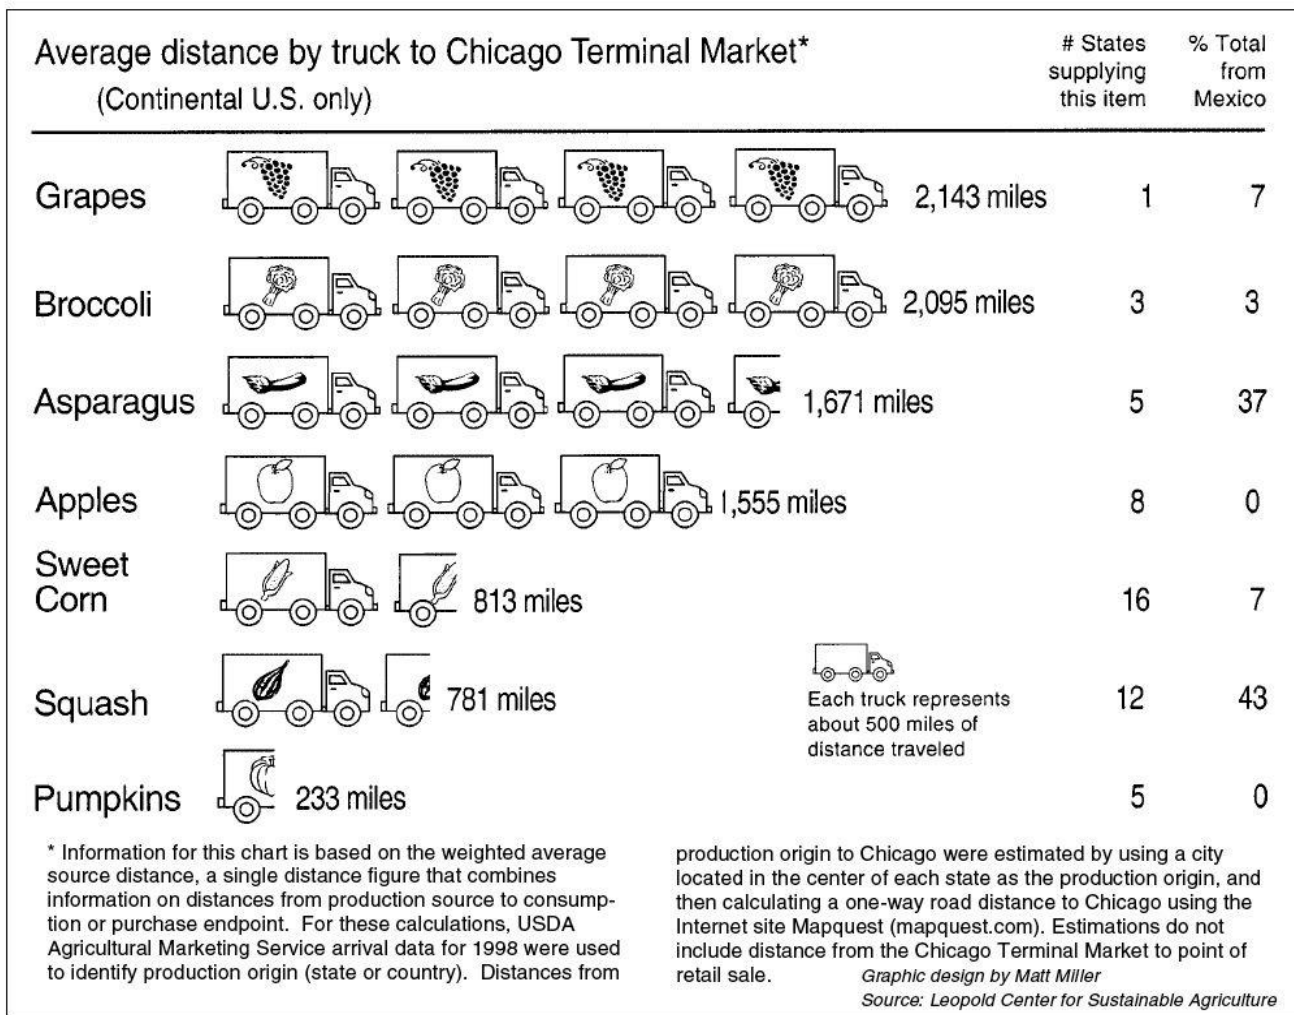 Average distance by truck to Chicago Terminal Market*
(Continental U.S. only)
# States
supplying
this item
% Total
from
Mexico
Grapes 2,143 miles 1 7
Broccoli 2,095 miles 3 3
Asparagus 1,671 miles 5 37
Apples 1,555 miles 8 0
Sweet
Corn 813 miles 16 7
Squash 781 miles 12 43
Each truck represents
about 500 miles of
distance traveled
Pumpkins 233 miles 5 0
* Information for this chart is based on the weighted average
source distance, a single distance figure that combines
information on distances from production source to consump-
tion or purchase endpoint. For these calculations, USDA
Agricultural Marketing Service arrival data for 1998 were used
to identify production origin (state or country). Distances from
production origin to Chicago were estimated by using a city
located in the center of each state as the production origin, and
then calculating a one-way road distance to Chicago using the
Internet site Mapquest (mapquest.com). Estimations do not
include distance from the Chicago Terminal Market to point of
retail sale. Graphic design by Matt Miller
Source: Leopold Center for Sustainable Agriculture